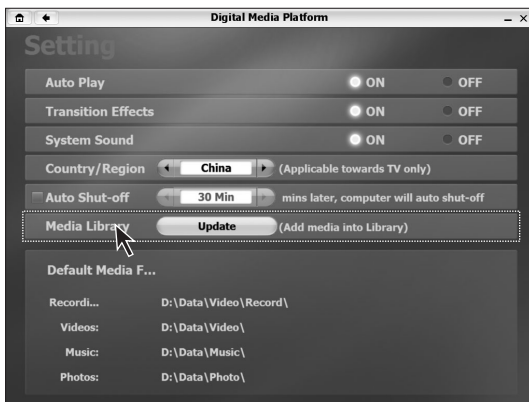 Digital Media Platform
Setting
Auto Play ON OFF
Transition Effects ON OFF
System Sound ON OFF
Country/Region China (Applicable towards TV only)
Auto Shut-off 30 Min mins later, computer will auto shut-off
Media Library Update (Add media into Library)
Default Media F...
Recordi... D:\Data\Video\Record\
Videos: D:\Data\Video\
Music: D:\Data\Music\
Photos: D:\Data\Photo\